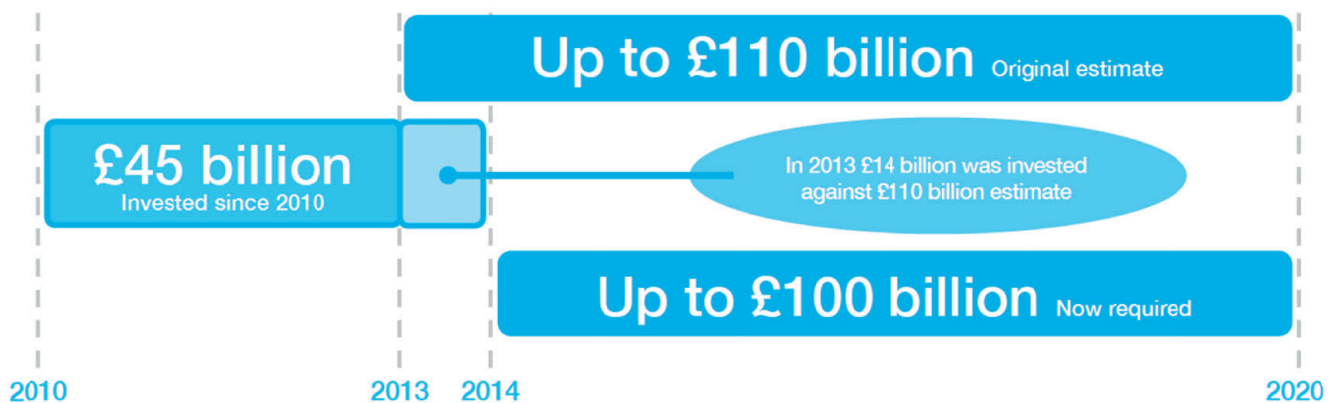 Up to £110 billion Original estimate
£45 billion
Invested since 2010
In 2013 £14 billion was invested
against £110 billion estimate
Up to £100 billion Now required
2010 2013 2014 2020